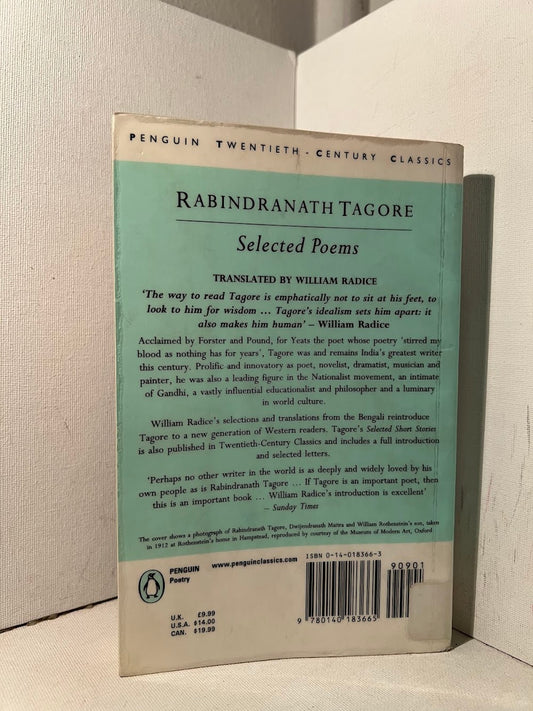 PENGUIN TWENTIETH-CENTURY CLASSICS
RABINDRANATH TAGORE
Selected Poems
TRANSLATED BY WILLIAM RADICE
'The way to read Tagore is emphatically not to sit at his feet, to
look to him for wisdom … Tagore's idealism sets him apart: it
also makes him human' – William Radice
Acclaimed by Forster and Pound, for Yeats the poet whose poetry 'stirred my
blood as nothing has for years', Tagore was and remains India's greatest writer
this century. Prolific and innovatory as poet, novelist, dramatist, musician and
painter, he was also a leading figure in the Nationalist movement, an intimate
of Gandhi, a vastly influential educationalist and philosopher and a luminary
in world culture.
William Radice's selections and translations from the Bengali reintroduce
Tagore to a new generation of Western readers. Tagore's Selected Short Stories
is also published in Twentieth-Century Classics and includes a full introduction
and selected letters.
'Perhaps no other writer in the world is as deeply and widely loved by his
own people as is Rabindranath Tagore … If Tagore is an important poet, then
this is an important book … William Radice's introduction is excellent'
– Sunday Times
The cover shows a photograph of Rabindranath Tagore, Dwijendranath Maitra and William Rothenstein's son, taken
in 1912 at Rothenstein's home in Hampstead, reproduced by courtesy of the Museum of Modern Art, Oxford
PENGUIN
Poetry
www.penguinclassics.com
U.K. £9.99
U.S.A. $14.00
CAN. $19.99
ISBN 0-14-018366-3
90901
9 780140 183665